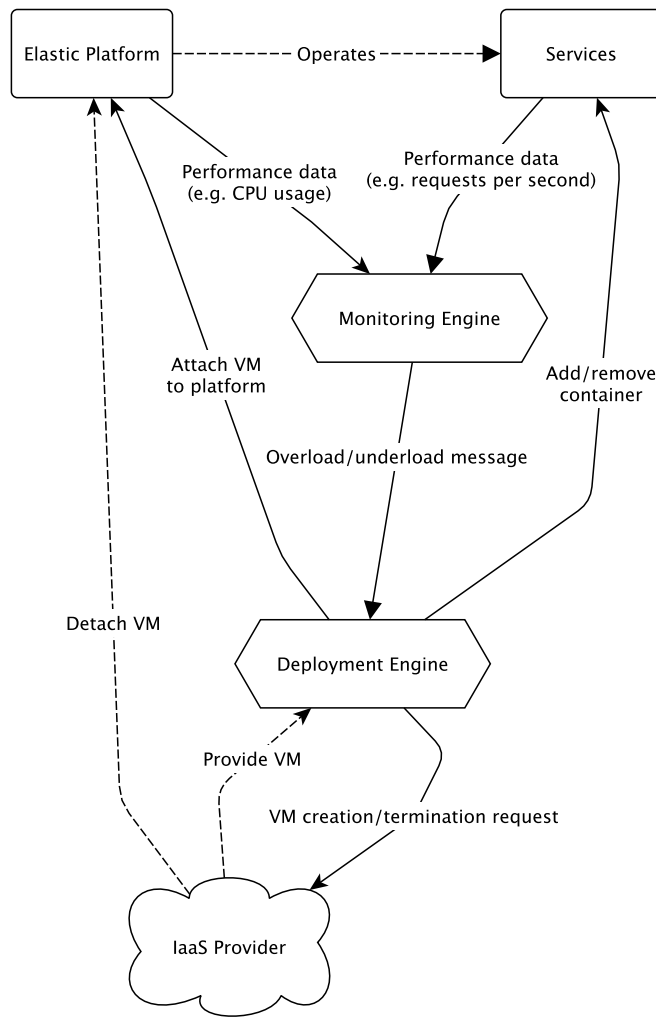 Elastic Platform
Operates
Services
Performance data
(e.g. CPU usage)
Performance data
(e.g. requests per second)
Monitoring Engine
Attach VM
to platform
Add/remove
container
Overload/underload message
Detach VM
Deployment Engine
Provide VM
VM creation/termination request
IaaS Provider